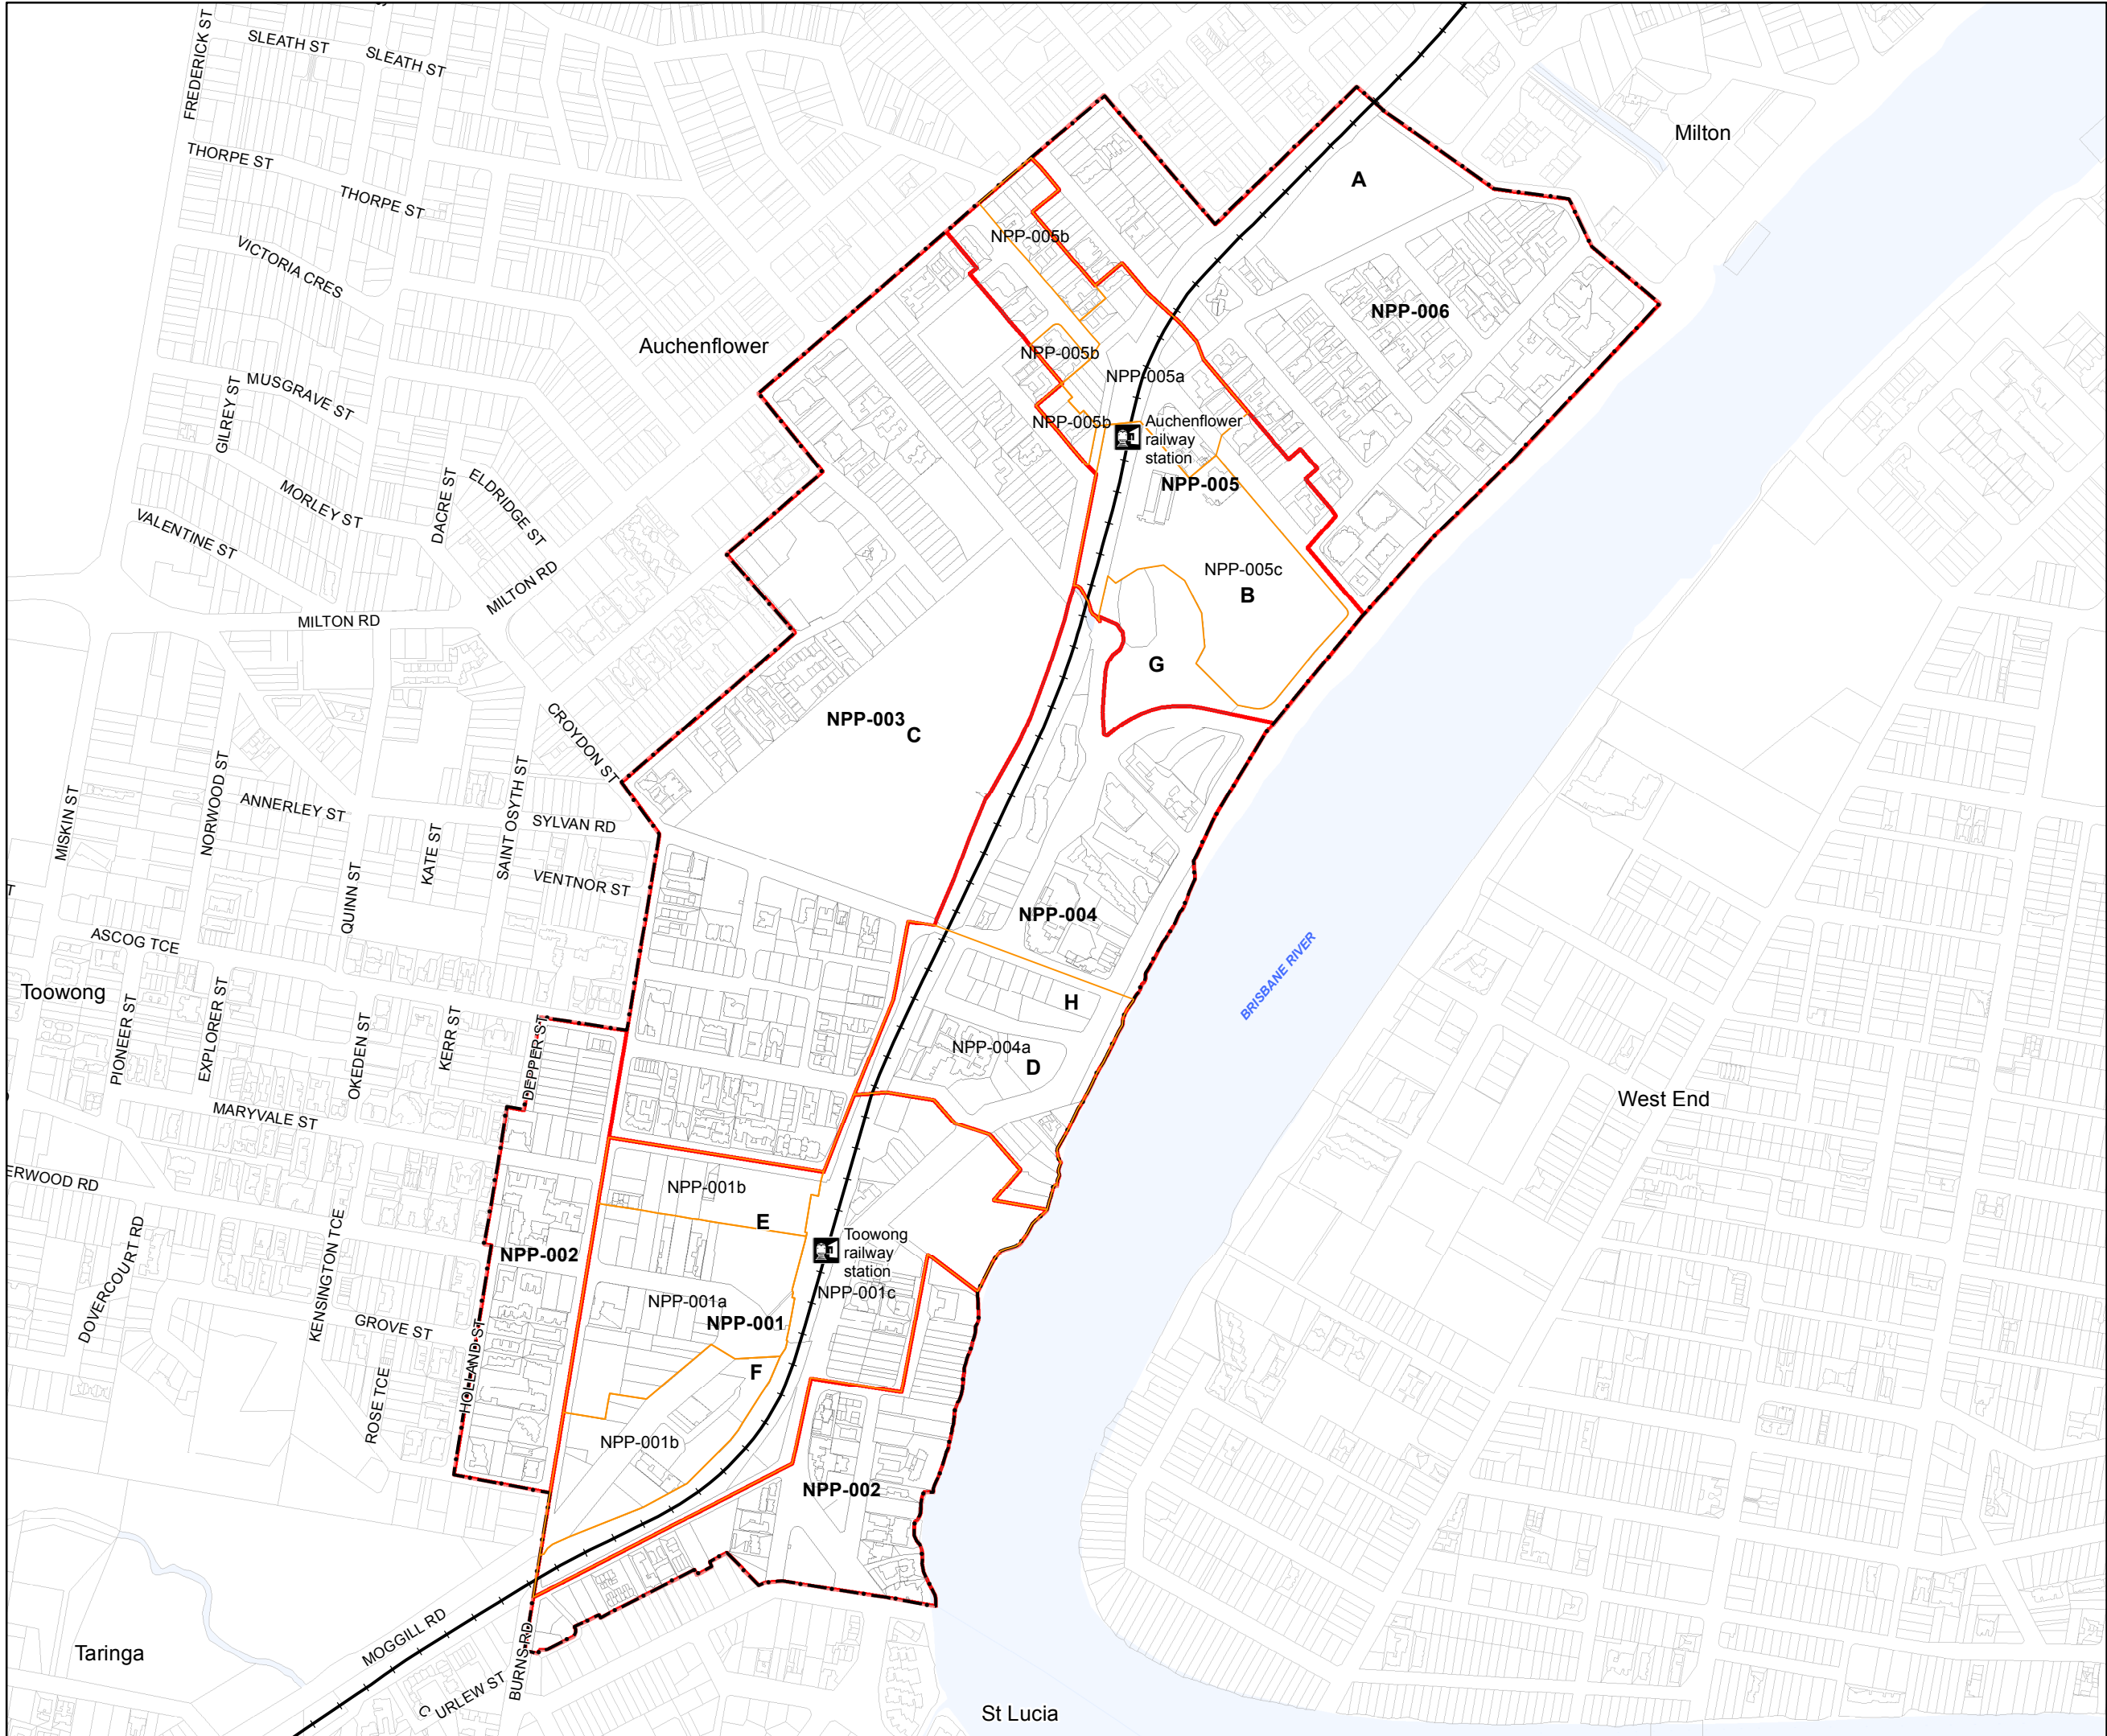 FREDERICK ST
SLEATH ST
SLEATH ST
Milton
THORPE ST
THORPE ST
A
VICTORIA CRES
NPP-005b
NPP-006
Auchenflower
NPP-005b
NPP-005a
MUSGRAVE ST
GILREY ST
NPP-005b
Auchenflower
railway
station
NPP-005
ELDRIDGE ST
DACRE ST
MORLEY ST
VALENTINE ST
MILTON RD
NPP-005c
B
MILTON RD
G
CROYDON ST
NPP-003
C
NORWOOD ST
MISKIN ST
ANNERLEY ST
SAINT OSYTH ST
SYLVAN RD
KATE ST
QUINN ST
VENTNOR ST
T
NPP-004
ASCOG TCE
BRISBANE RIVER
Toowong
H
PIONEER ST
EXPLORER ST
OKEDEN ST
KERR ST
DEPPER ST
NPP-004a
D
West End
MARYVALE ST
ERWOOD RD
NPP-001b
E
DOVERCOURT RD
KENSINGTON TCE
NPP-002
Toowong
railway
station
NPP-001c
NPP-001a
NPP-001
GROVE ST
HOLLAND ST
ROSE TCE
F
NPP-001b
NPP-002
MOGGILL RD
BURNS RD
Taringa
CURLEW ST
St Lucia